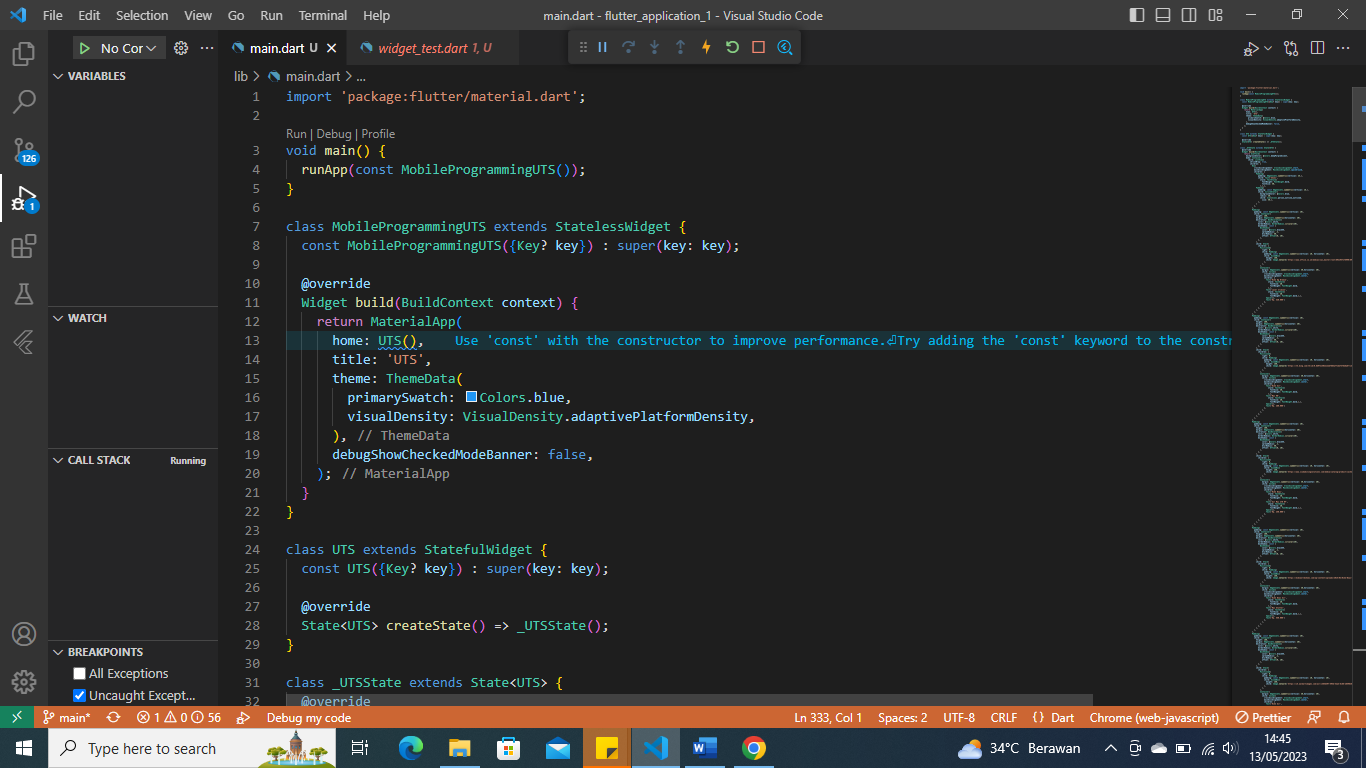 File Edit Selection View Go Run Terminal Help
main.dart - flutter_application_1 - Visual Studio Code
No Cor
main.dart U
widget_test.dart 1, U
lib > main.dart > ...
VARIABLES
WATCH
CALL STACK
Running
BREAKPOINTS
All Exceptions
Uncaught Except...
126
1
1 import 'package:flutter/material.dart';
2
Run | Debug | Profile
3 void main() {
4 runApp(const MobileProgrammingUTS());
5 }
6
7 class MobileProgrammingUTS extends StatelessWidget {
8 const MobileProgrammingUTS({Key? key}) : super(key: key);
9
10 @override
11 Widget build(BuildContext context) {
12 return MaterialApp(
13 home: UTS(), Use 'const' with the constructor to improve performance.⏎Try adding the 'const' keyword to the constr
14 title: 'UTS',
15 theme: ThemeData(
16 primarySwatch: Colors.blue,
17 visualDensity: VisualDensity.adaptivePlatformDensity,
18 ), // ThemeData
19 debugShowCheckedModeBanner: false,
20 ); // MaterialApp
21 }
22 }
23
24 class UTS extends StatefulWidget {
25 const UTS({Key? key}) : super(key: key);
26
27 @override
28 State<UTS> createState() => _UTSState();
29 }
30
31 class _UTSState extends State<UTS> {
32 @override
main* 1 0 56 Debug my code
Ln 333, Col 1 Spaces: 2 UTF-8 CRLF {} Dart Chrome (web-javascript) Prettier
Type here to search
34°C Berawan
14:45
13/05/2023
3